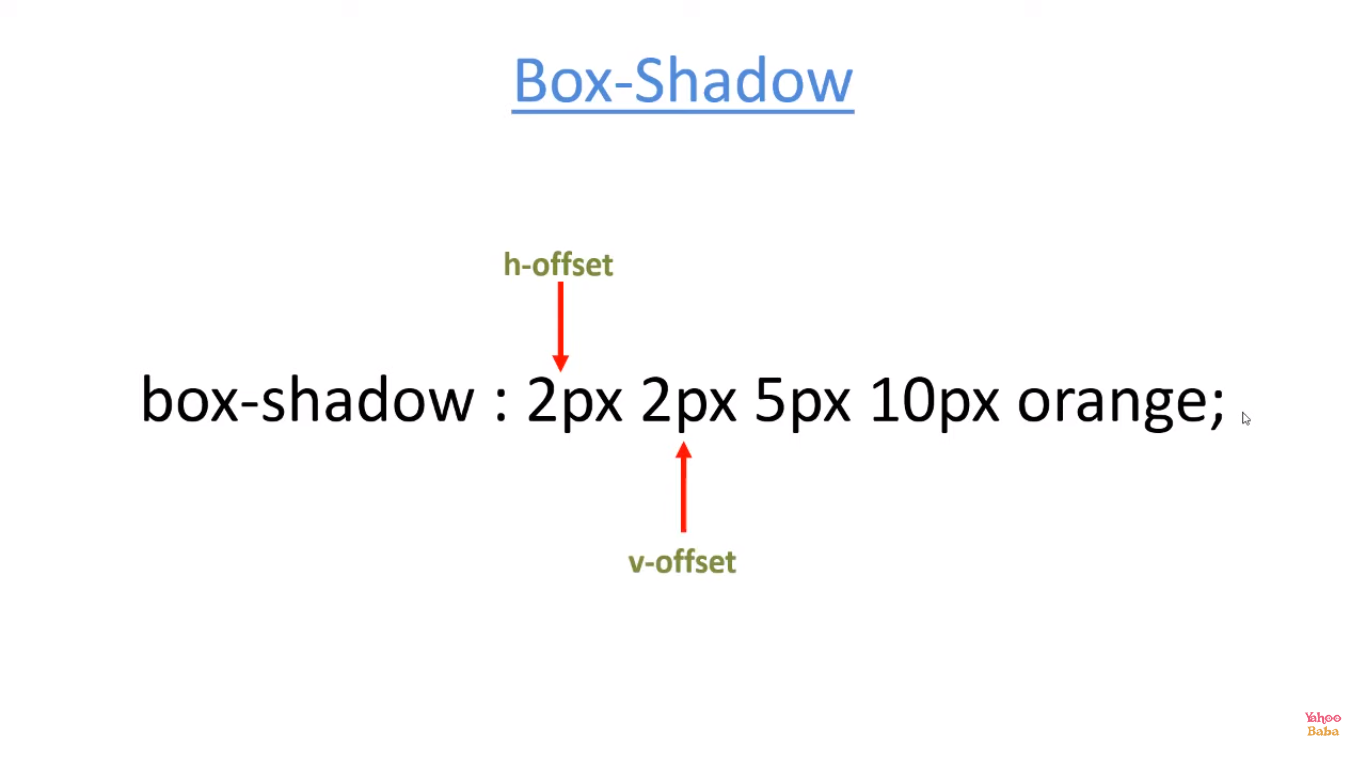 Box-Shadow
h-offset
box-shadow : 2px 2px 5px 10px orange;
v-offset
Yahoo
Baba